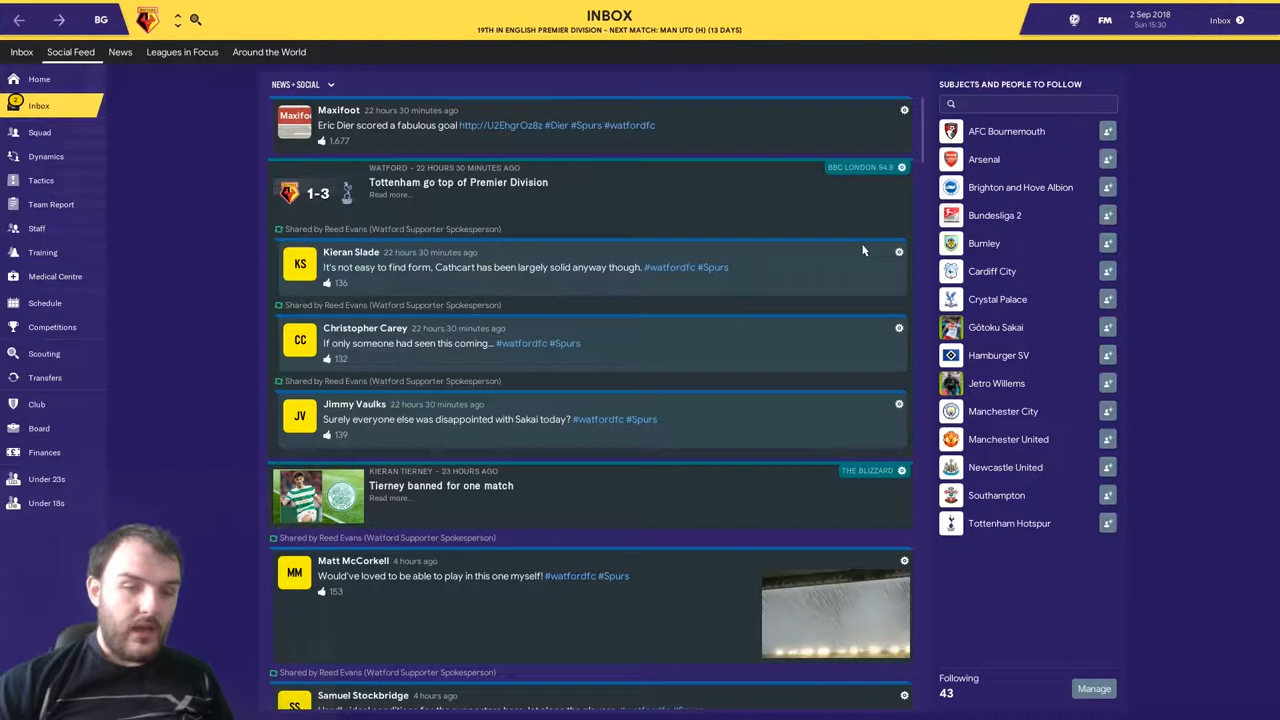 BG
INBOX
19TH IN ENGLISH PREMIER DIVISION - NEXT MATCH: MAN UTD (H) (13 DAYS)
FM
2 Sep 2018
Sun 15:30
Inbox
Inbox
Social Feed
News
Leagues in Focus
Around the World
Home
2
Inbox
Squad
Dynamics
Tactics
Team Report
Staff
Training
Medical Centre
Schedule
Competitions
Scouting
Transfers
Club
Board
Finances
Under 23s
Under 18s
NEWS + SOCIAL
Maxifoot
Maxifoot 22 hours 30 minutes ago
Eric Dier scored a fabulous goal http://U2EhgrOz8z #Dier #Spurs #watfordfc
1,677
WATFORD - 22 HOURS 30 MINUTES AGO
BBC LONDON 94.9
1-3
Tottenham go top of Premier Division
Read more...
Shared by Reed Evans (Watford Supporter Spokesperson)
KS
Kieran Slade 22 hours 30 minutes ago
It's not easy to find form, Cathcart has been largely solid anyway though. #watfordfc #Spurs
136
Shared by Reed Evans (Watford Supporter Spokesperson)
CC
Christopher Carey 22 hours 30 minutes ago
If only someone had seen this coming... #watfordfc #Spurs
132
Shared by Reed Evans (Watford Supporter Spokesperson)
JV
Jimmy Vaulks 22 hours 30 minutes ago
Surely everyone else was disappointed with Sakai today? #watfordfc #Spurs
139
KIERAN TIERNEY - 23 HOURS AGO
THE BLIZZARD
Tierney banned for one match
Read more...
Shared by Reed Evans (Watford Supporter Spokesperson)
MM
Matt McCorkell 4 hours ago
Would've loved to be able to play in this one myself! #watfordfc #Spurs
153
Shared by Reed Evans (Watford Supporter Spokesperson)
SS
Samuel Stockbridge 4 hours ago
SUBJECTS AND PEOPLE TO FOLLOW
AFC Bournemouth
Arsenal
Brighton and Hove Albion
Bundesliga 2
Burnley
Cardiff City
Crystal Palace
Gōtoku Sakai
Hamburger SV
Jetro Willems
Manchester City
Manchester United
Newcastle United
Southampton
Tottenham Hotspur
Following
43
Manage